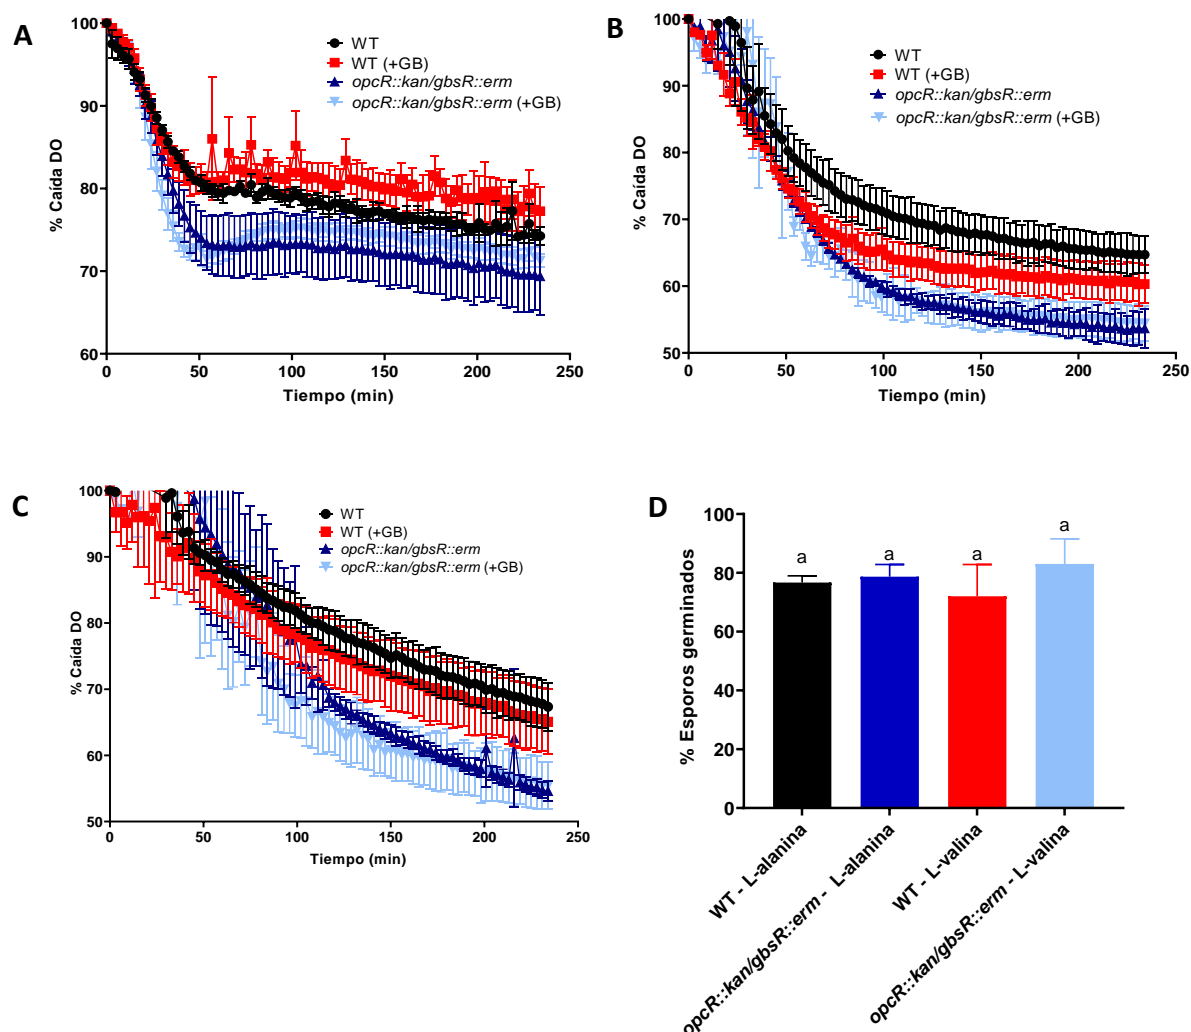 A
WT
WT (+GB)
opcR::kan/gbsR::erm
opcR::kan/gbsR::erm (+GB)
% Caída DO
100
90
80
70
60
0
50
100
150
200
250
Tiempo (min)
B
WT
WT (+GB)
opcR::kan/gbsR::erm
opcR::kan/gbsR::erm (+GB)
% Caída DO
100
90
80
70
60
50
0
50
100
150
200
250
Tiempo (min)
C
WT
WT (+GB)
opcR::kan/gbsR::erm
opcR::kan/gbsR::erm (+GB)
% Caída DO
100
90
80
70
60
50
0
50
100
150
200
250
Tiempo (min)
D
% Esporos germinados
100
80
60
40
20
0
a
a
a
a
WT - L-alanina
opcR::kan/gbsR::erm - L-alanina
WT - L-valina
opcR::kan/gbsR::erm - L-valina